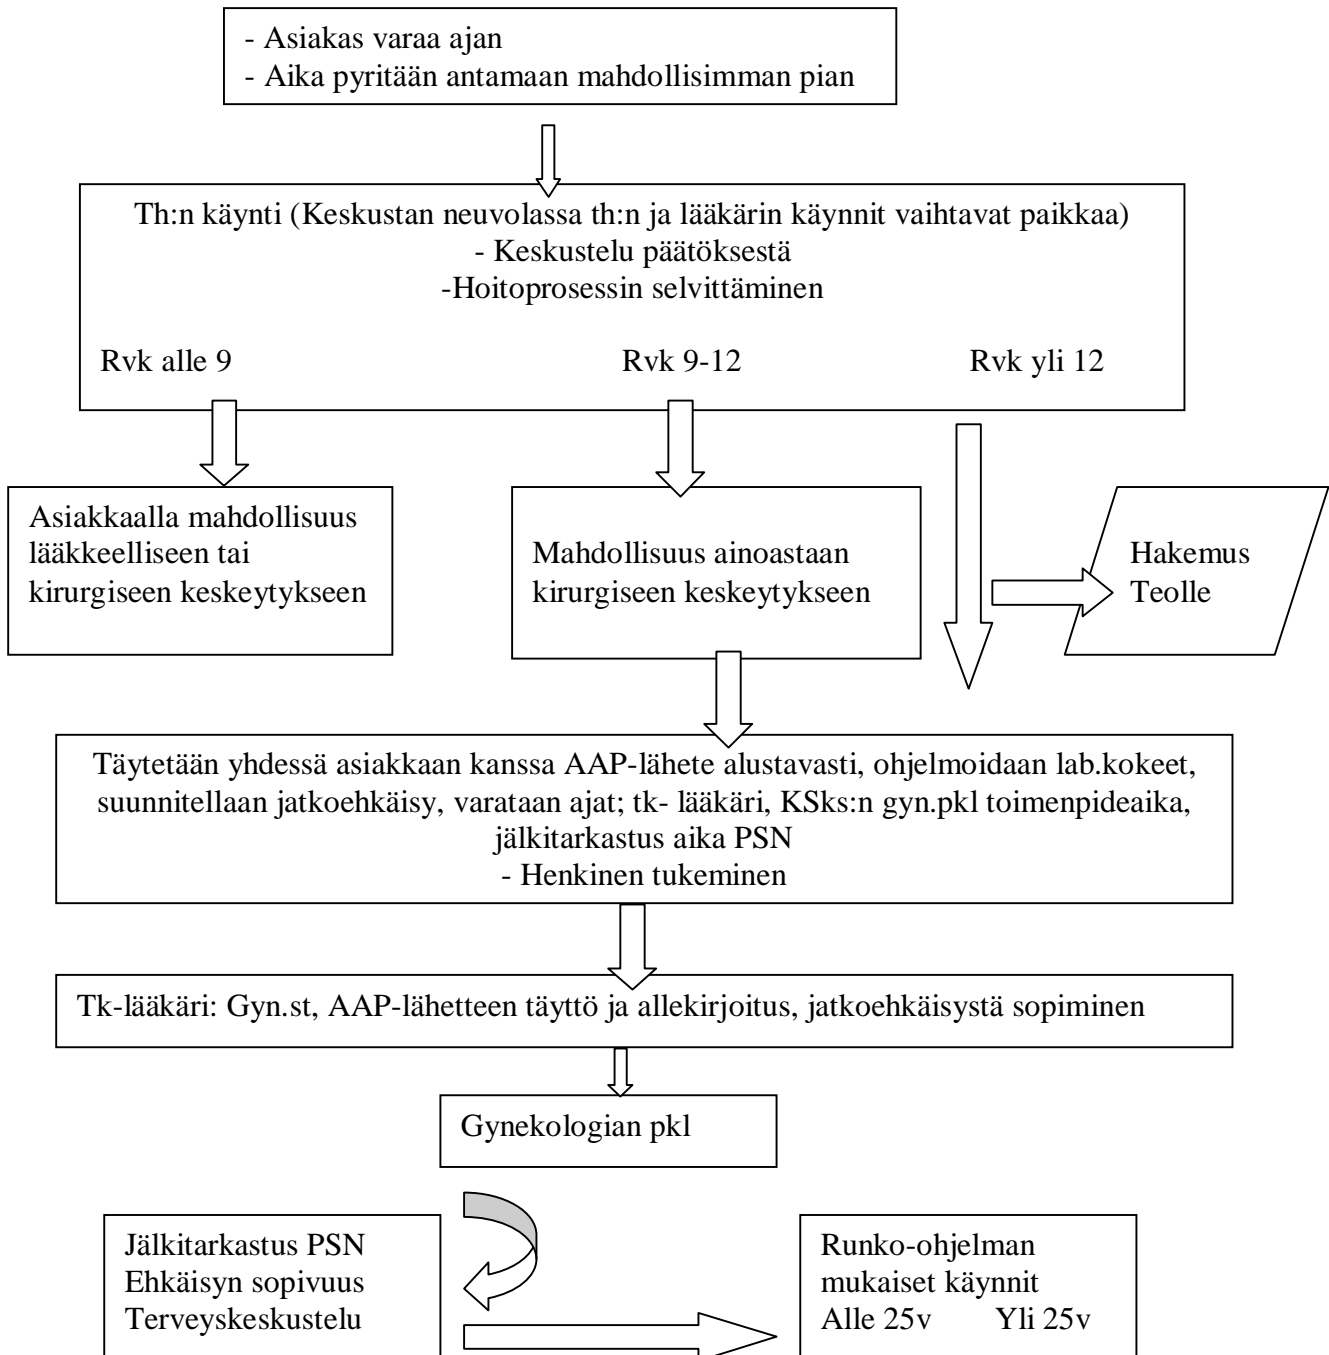 - Asiakas varaa ajan
- Aika pyritään antamaan mahdollisimman pian
Th:n käynti (Keskustan neuvolassa th:n ja lääkärin käynnit vaihtavat paikkaa)
- Keskustelu päätöksestä
-Hoitoprosessin selvittäminen
Rvk alle 9 Rvk 9-12 Rvk yli 12
Asiakkaalla mahdollisuus
lääkkeelliseen tai
kirurgiseen keskeytykseen
Mahdollisuus ainoastaan
kirurgiseen keskeytykseen
Hakemus
Teolle
Täytetään yhdessä asiakkaan kanssa AAP-lähete alustavasti, ohjelmoidaan lab.kokeet,
suunnitellaan jatkoehkäisy, varataan ajat; tk- lääkäri, KSks:n gyn.pkl toimenpideaika,
jälkitarkastus aika PSN
- Henkinen tukeminen
Tk-lääkäri: Gyn.st, AAP-lähetteen täyttö ja allekirjoitus, jatkoehkäisystä sopiminen
Gynekologian pkl
Jälkitarkastus PSN
Ehkäisyn sopivuus
Terveyskeskustelu
Runko-ohjelman
mukaiset käynnit
Alle 25v Yli 25v